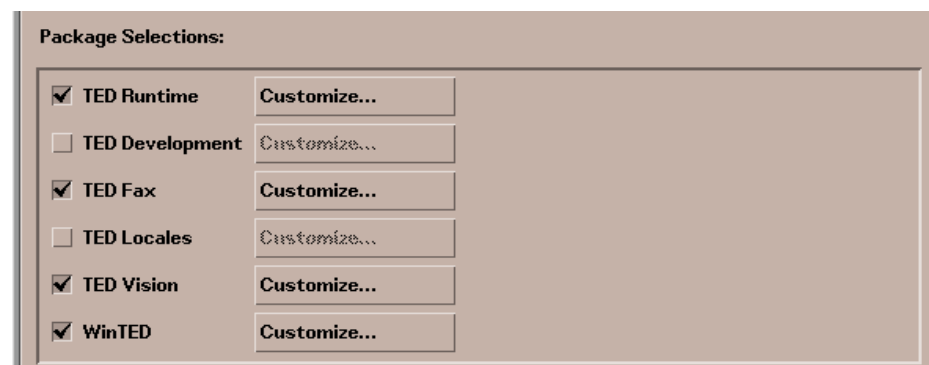 Package Selections:
TED Runtime Customize...
TED Development Customize...
TED Fax Customize...
TED Locales Customize...
TED Vision Customize...
WinTED Customize...